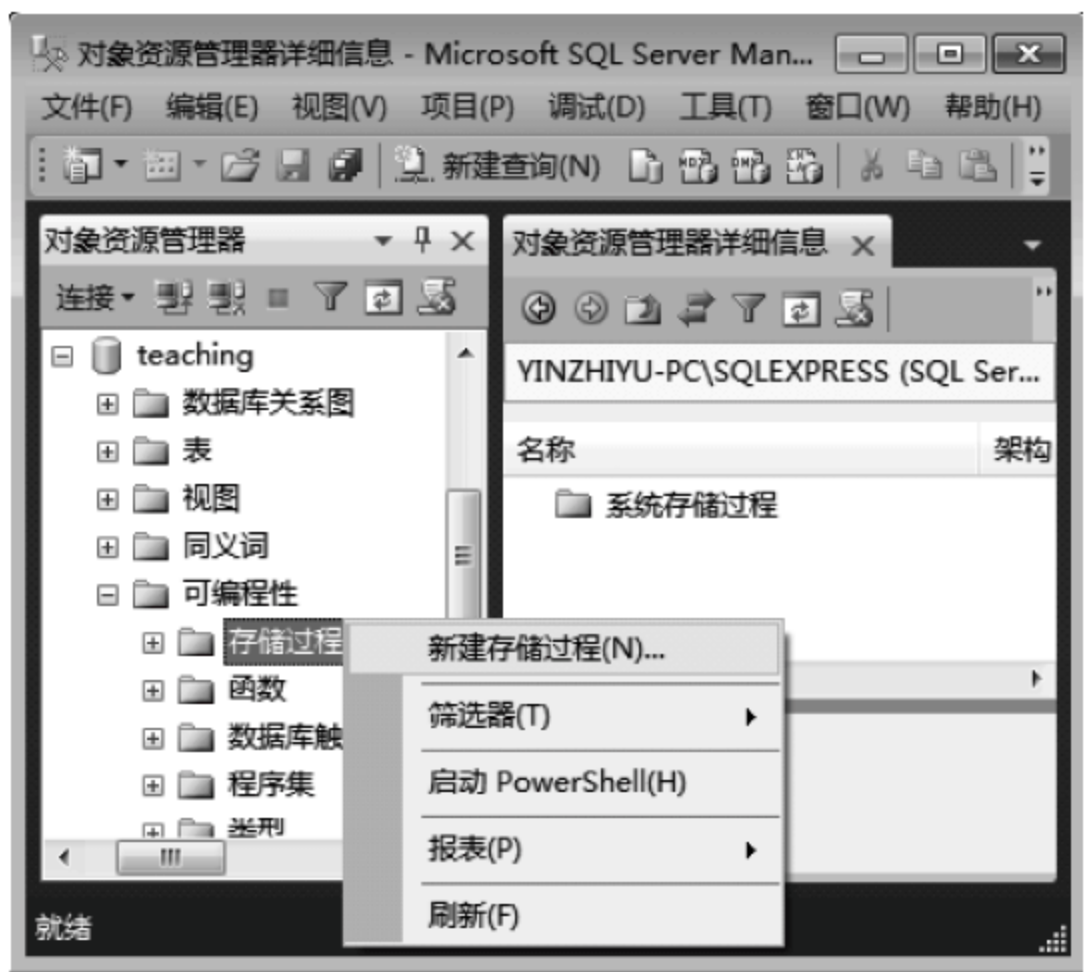 对象资源管理器详细信息 - Microsoft SQL Server Man...
文件(F) 编辑(E) 视图(V) 项目(P) 调试(D) 工具(T) 窗口(W) 帮助(H)
新建查询(N)
对象资源管理器
连接
teaching
数据库关系图
表
视图
同义词
可编程性
存储过程
函数
数据库触
程序集
类型
对象资源管理器详细信息
YINZHIYU-PC\SQLEXPRESS (SQL Ser...
名称 架构
系统存储过程
新建存储过程(N)...
筛选器(T)
启动 PowerShell(H)
报表(P)
刷新(F)
就绪